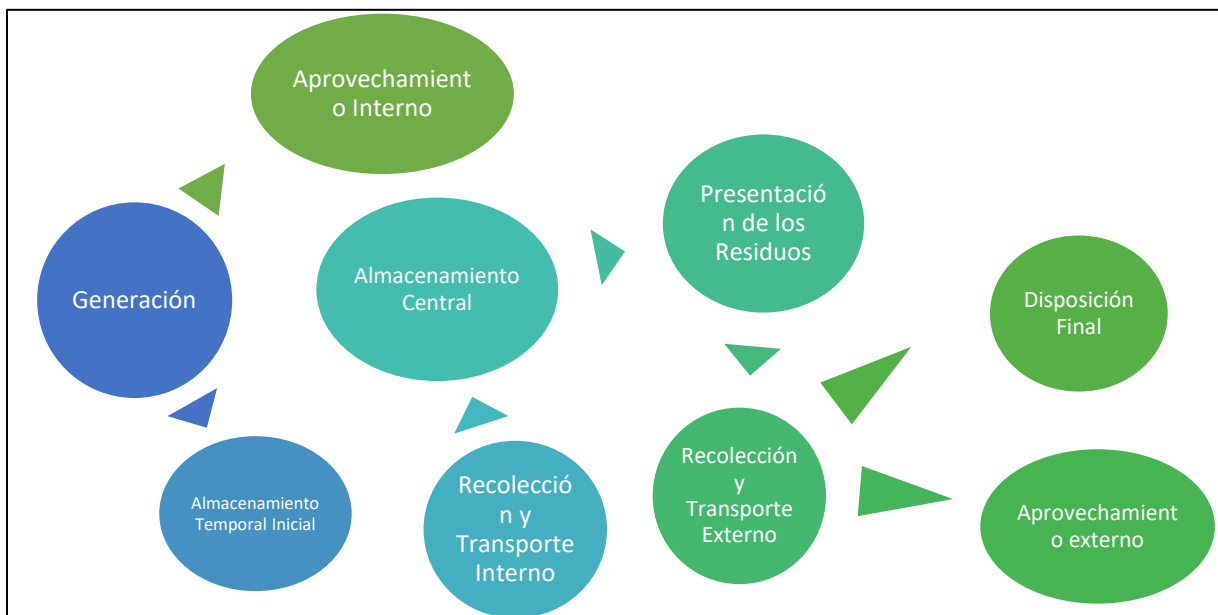 Aprovechamient
o Interno
Generación
Almacenamiento
Temporal Inicial
Almacenamiento
Central
Recolecció
n y
Transporte
Interno
Presentació
n de los
Residuos
Recolección
y
Transporte
Externo
Disposición
Final
Aprovechamient
o externo